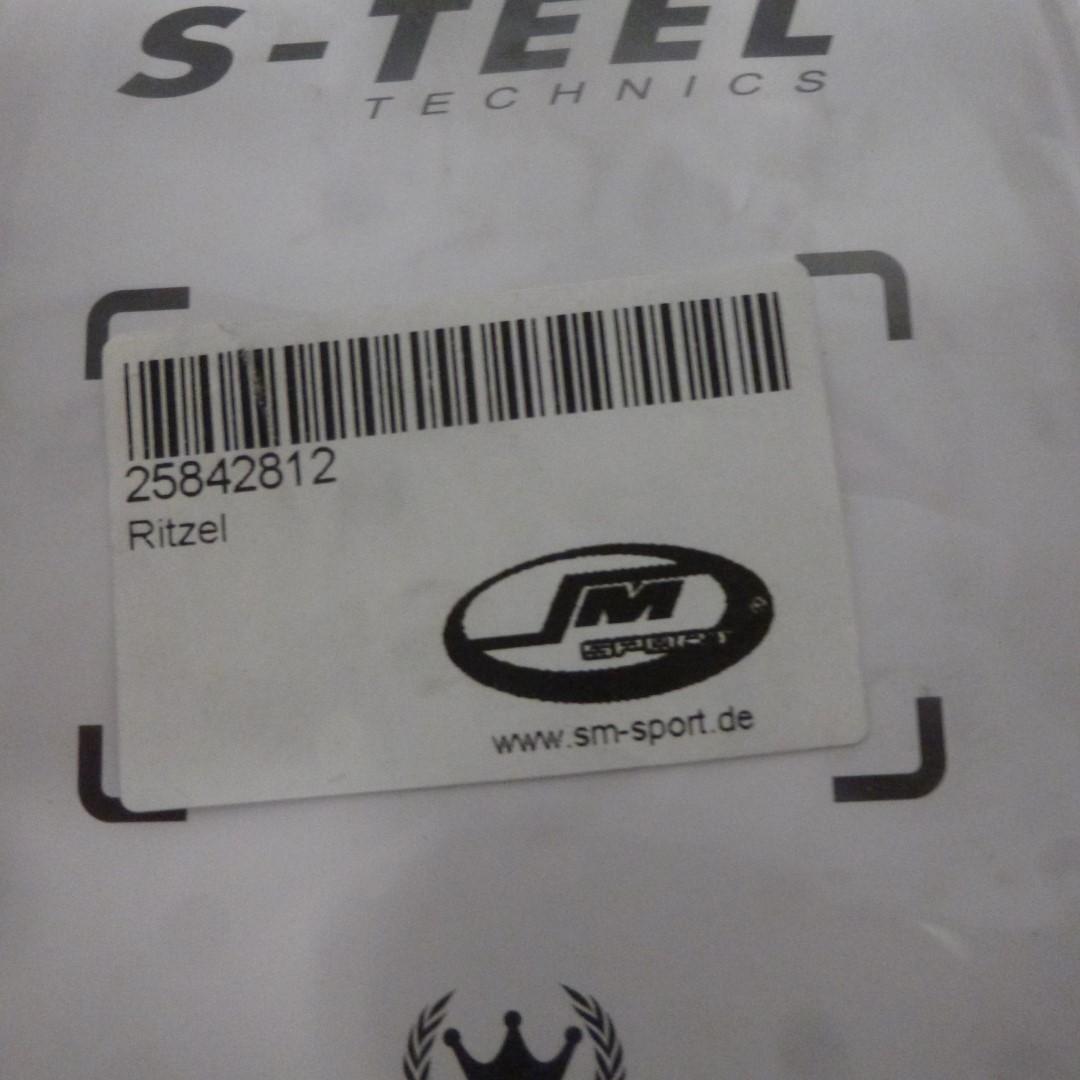 S-TEEL
TECHNICS
25842812
Ritzel
SM
SPORT
®
www.sm-sport.de